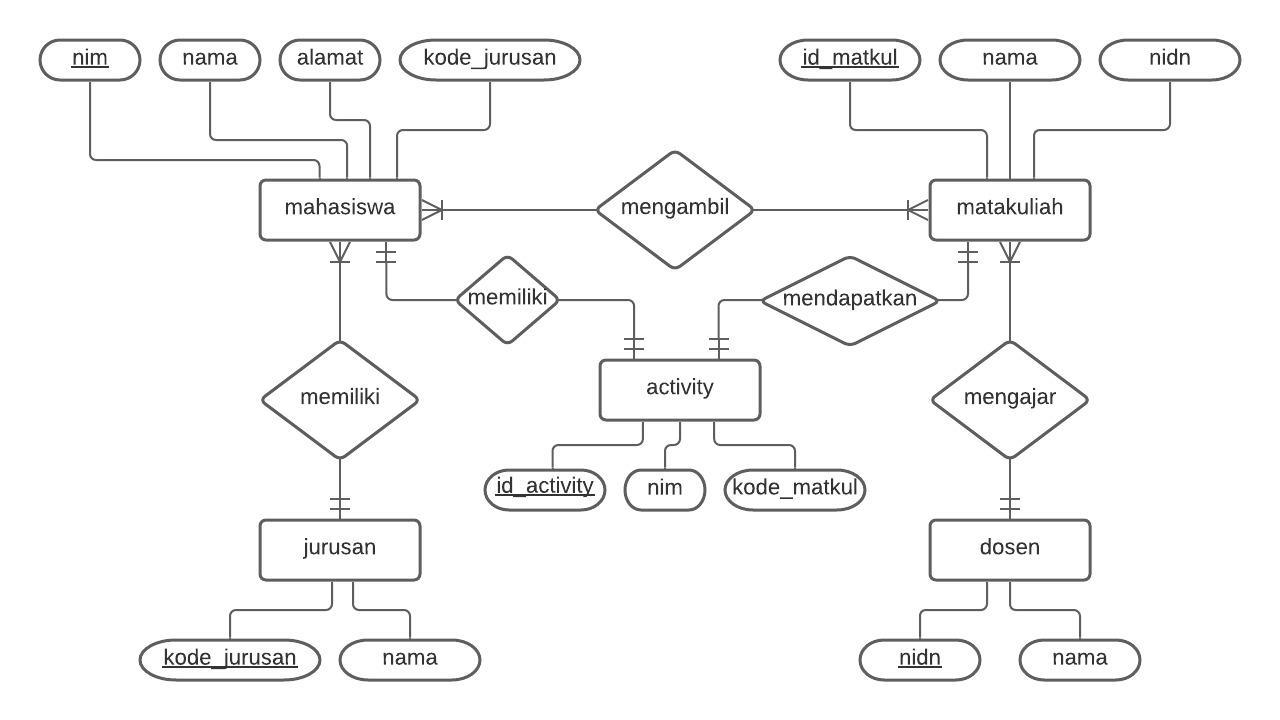 nim
nama
alamat
kode_jurusan
id_matkul
nama
nidn
mahasiswa
mengambil
matakuliah
memiliki
mendapatkan
memiliki
activity
mengajar
id_activity
nim
kode_matkul
jurusan
dosen
kode_jurusan
nama
nidn
nama